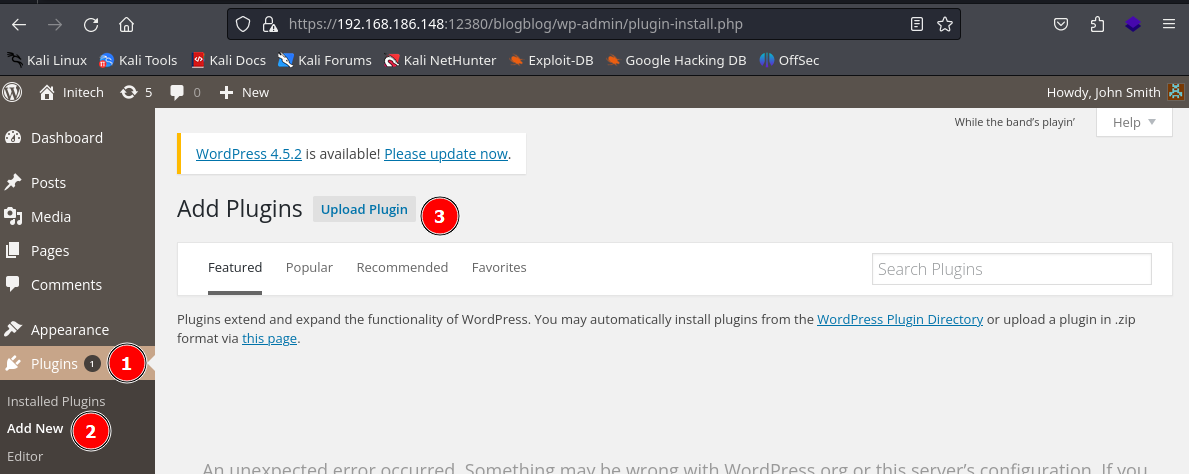 https://192.168.186.148:12380/blogblog/wp-admin/plugin-install.php
Kali Linux Kali Tools Kali Docs Kali Forums Kali NetHunter Exploit-DB Google Hacking DB OffSec
Initech 5 0 New Howdy, John Smith
While the band's playin' Help
Dashboard
WordPress 4.5.2 is available! Please update now.
Posts
Media
Add Plugins Upload Plugin 3
Pages
Featured Popular Recommended Favorites Search Plugins
Comments
Plugins extend and expand the functionality of WordPress. You may automatically install plugins from the WordPress Plugin Directory or upload a plugin in .zip
Appearance
format via this page.
Plugins 1 1
Installed Plugins
Add New 2
Editor
An unexpected error occurred. Something may be wrong with WordPress.org or this server's configuration. If you